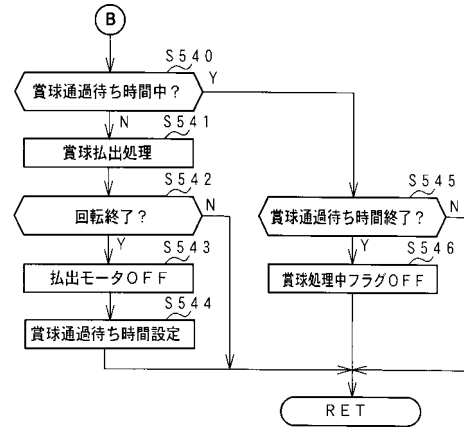 B
S540
賞球通過待ち時間中?
Y
N
S541
賞球払出処理
S542
回転終了?
N
Y
S543
払出モータOFF
S544
賞球通過待ち時間設定
S545
賞球通過待ち時間終了?
N
Y
S546
賞球処理中フラグOFF
RET